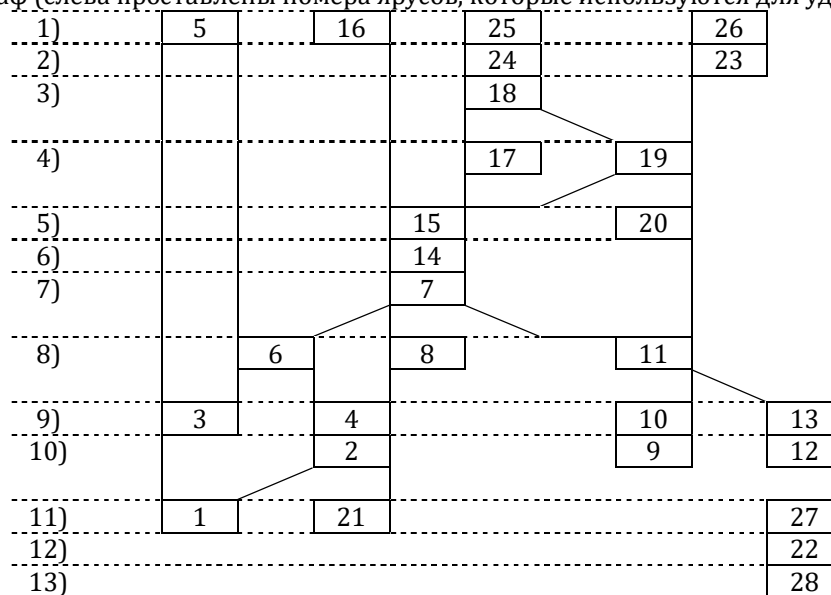 (слева проставлены номера ярусов, которые используются для
1) 5 16 25 26
2) 24 23
3) 18
4) 17 19
5) 15 20
6) 14
7) 7
8) 6 8 11
9) 3 4 10 13
10) 2 9 12
11) 1 21 27
12) 22
13) 28